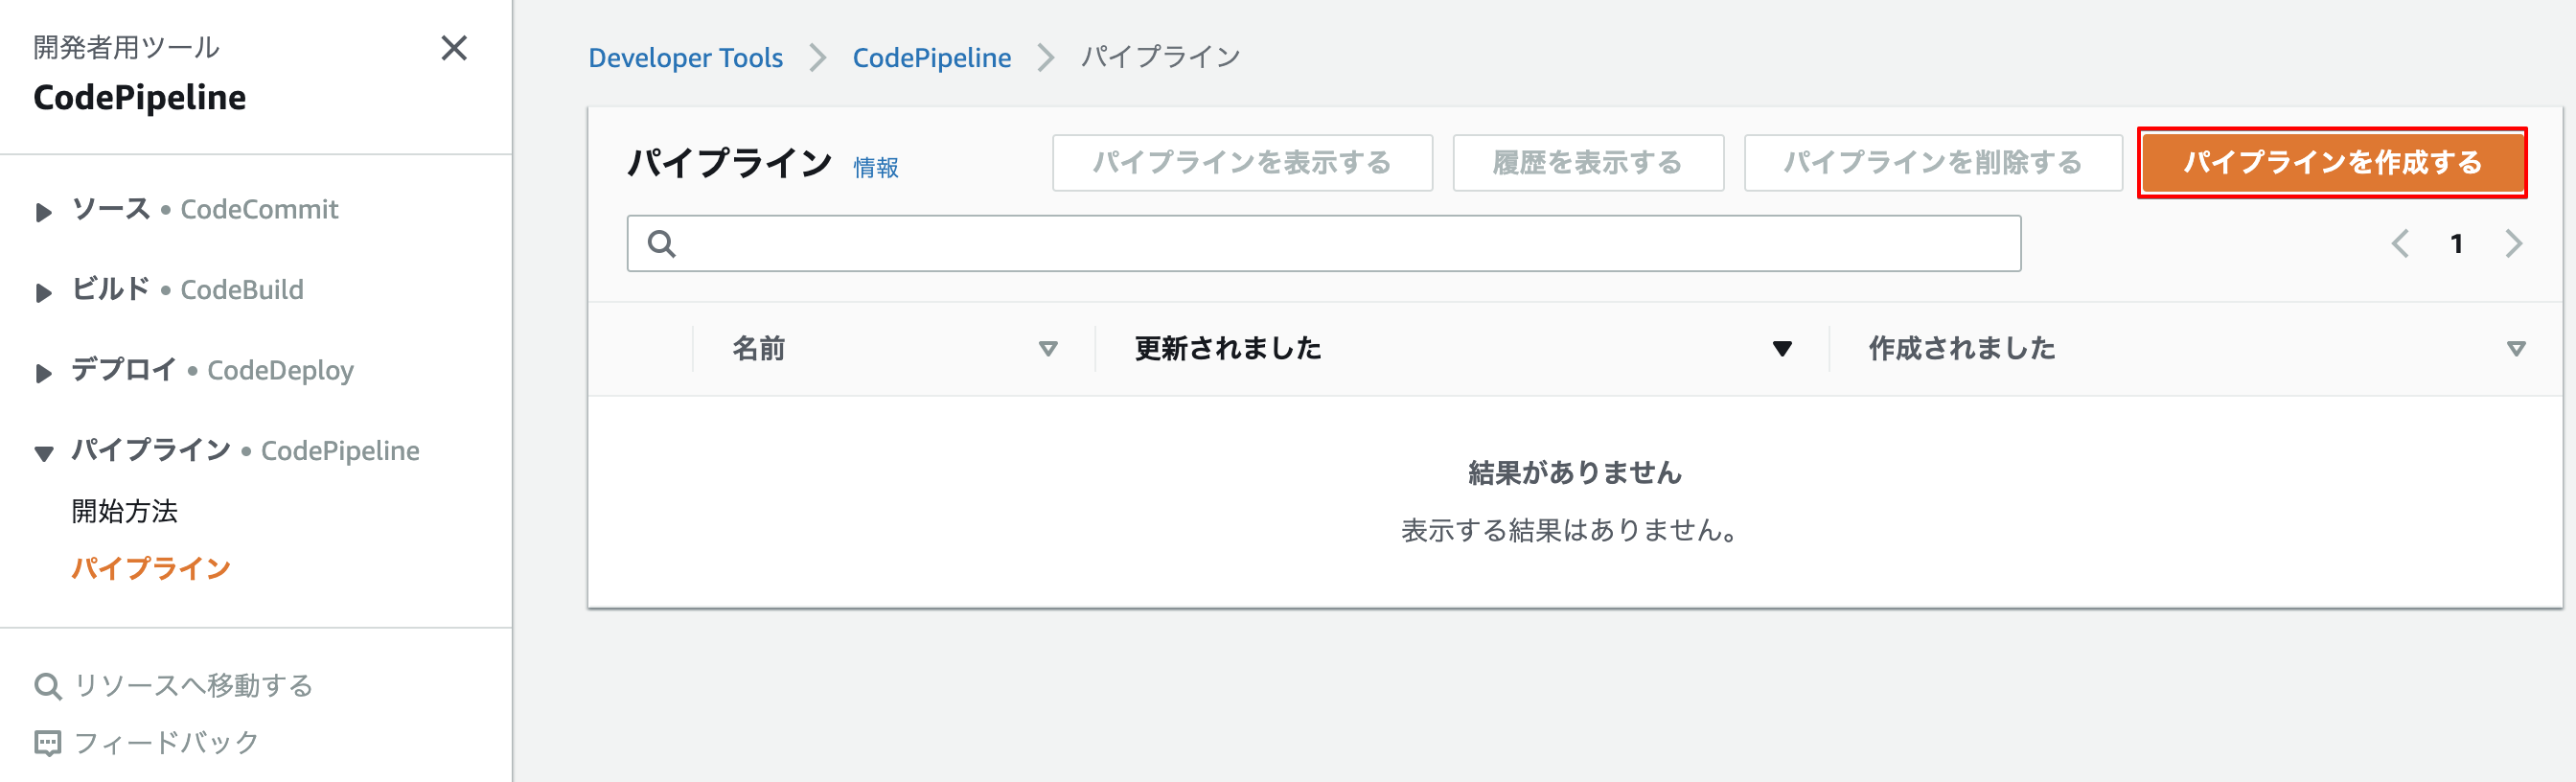 開発者用ツール
CodePipeline
ソース • CodeCommit
ビルド • CodeBuild
デプロイ • CodeDeploy
パイプライン • CodePipeline
開始方法
パイプライン
リソースへ移動する
フィードバック
Developer Tools > CodePipeline > パイプライン
パイプライン 情報 パイプラインを表示する 履歴を表示する パイプラインを削除する パイプラインを作成する
1
名前 更新されました 作成されました
結果がありません
表示する結果はありません。